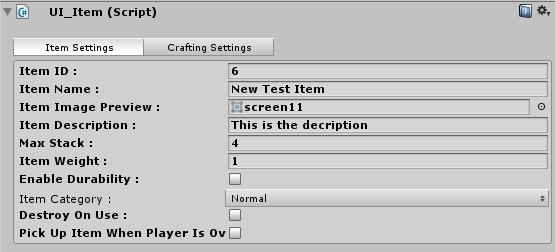 UI_Item (Script)
Item Settings Crafting Settings
Item ID : 6
Item Name : New Test Item
Item Image Preview : screen11
Item Description : This is the decription
Max Stack : 4
Item Weight : 1
Enable Durability :
Item Category : Normal
Destroy On Use :
Pick Up Item When Player Is Ov